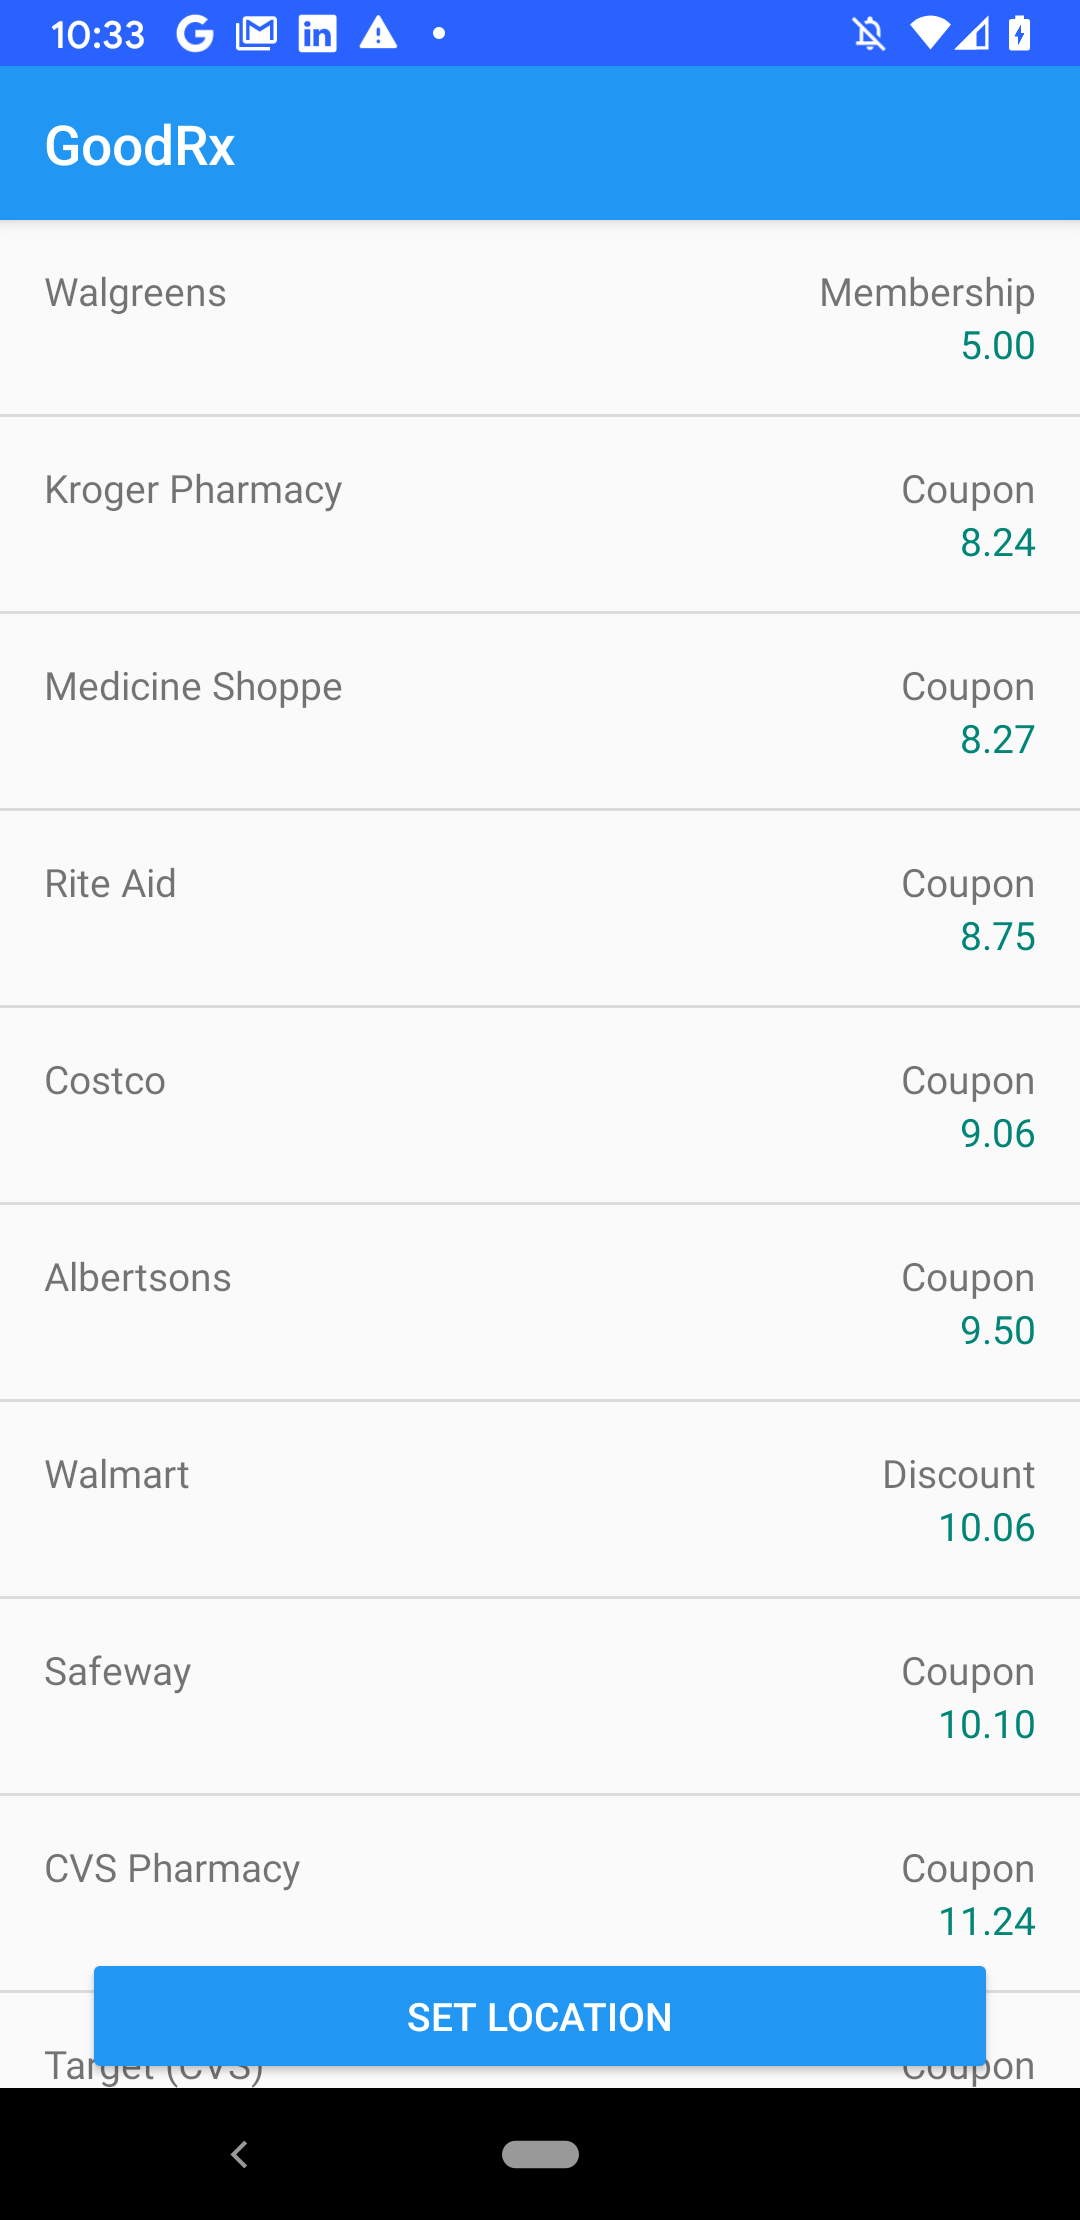 10:33
GoodRx
Walgreens Membership
5.00
Kroger Pharmacy Coupon
8.24
Medicine Shoppe Coupon
8.27
Rite Aid Coupon
8.75
Costco Coupon
9.06
Albertsons Coupon
9.50
Walmart Discount
10.06
Safeway Coupon
10.10
CVS Pharmacy Coupon
11.24
SET LOCATION
Target (CVS) Coupon